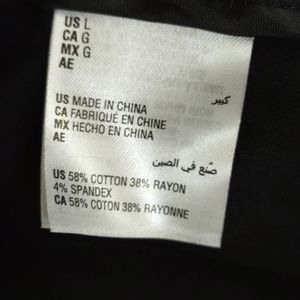 US L
CA G
MX G
AE
كبير
US MADE IN CHINA
CA FABRIQUÉ EN CHINE
MX HECHO EN CHINA
AE
صُنع في الصين
US 58% COTTON 38% RAYON
4% SPANDEX
CA 58% COTON 38% RAYONNE